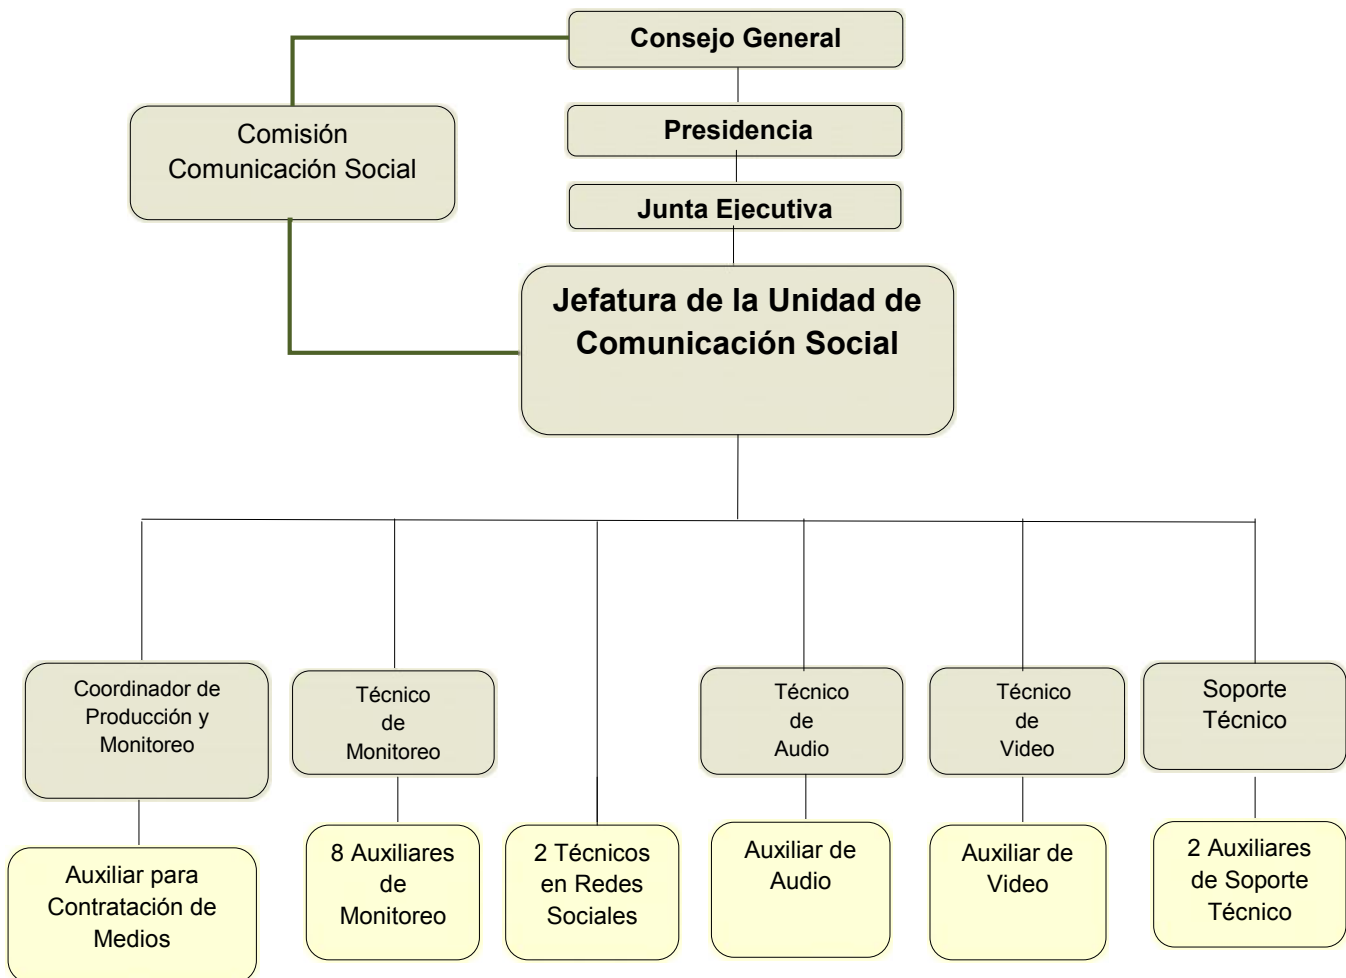 Consejo General
Comisión
Comunicación Social
Presidencia
Junta Ejecutiva
Jefatura de la Unidad de
Comunicación Social
Coordinador de
Producción y
Monitoreo
Técnico
de
Monitoreo
Técnico
de
Audio
Técnico
de
Video
Soporte
Técnico
Auxiliar para
Contratación de
Medios
8 Auxiliares
de
Monitoreo
2 Técnicos
en Redes
Sociales
Auxiliar de
Audio
Auxiliar de
Video
2 Auxiliares
de Soporte
Técnico